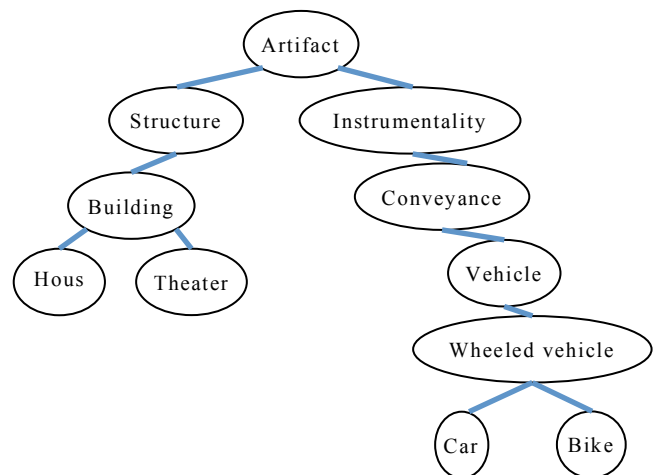 Artifact
Structure
Instrumentality
Building
Conveyance
Hous
Theater
Vehicle
Wheeled vehicle
Car
Bike